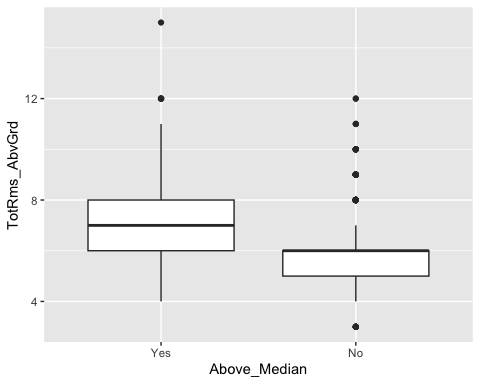 12
8
4
TotRms_AbvGrd
Yes No
Above_Median